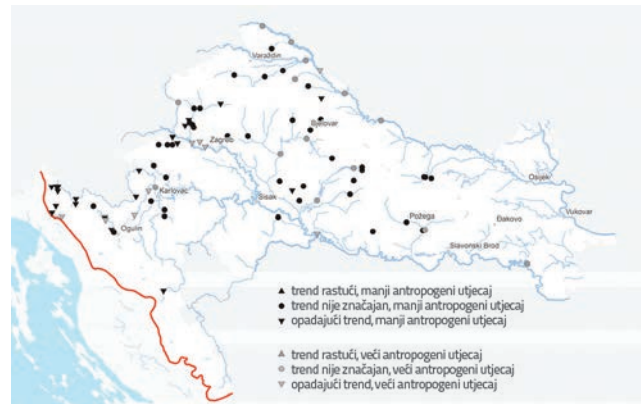 Varaždin
Bjelovar
Zagreb
Karlovac
Sisak
Ogulin
Osijek
Vukovar
Požega
Đakovo
Slavonski Brod
trend rastući, manji antropogeni utjecaj
trend nije značajan, manji antropogeni utjecaj
opadajući trend, manji antropogeni utjecaj
trend rastući, veći antropogeni utjecaj
trend nije značajan, veći antropogeni utjecaj
opadajući trend, veći antropogeni utjecaj